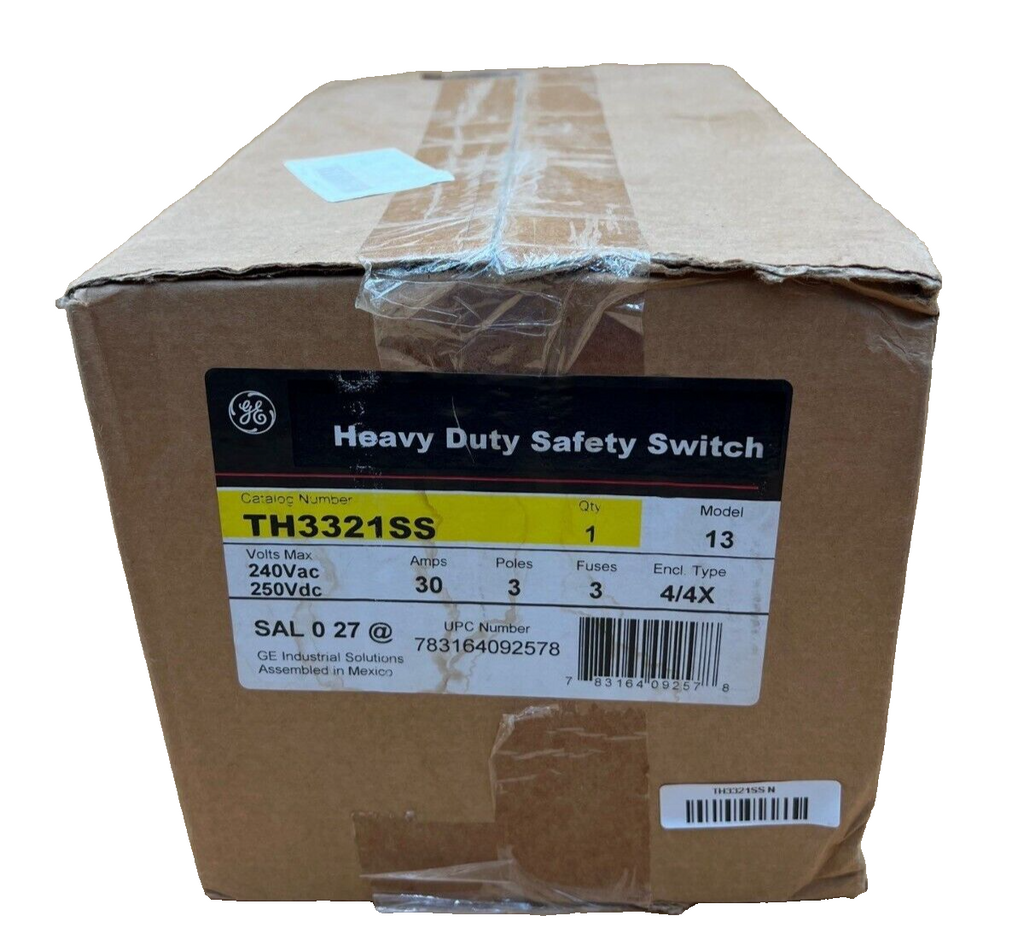 GE
Heavy Duty Safety Switch
Catalog Number
TH3321SS
Qty
1
Model
13
Volts Max
240Vac
250Vdc
Amps
30
Poles
3
Fuses
3
Encl. Type
4/4X
SAL 0 27 @
GE Industrial Solutions
Assembled in Mexico
UPC Number
783164092578
7 83164 09257 8
TH3321SS N